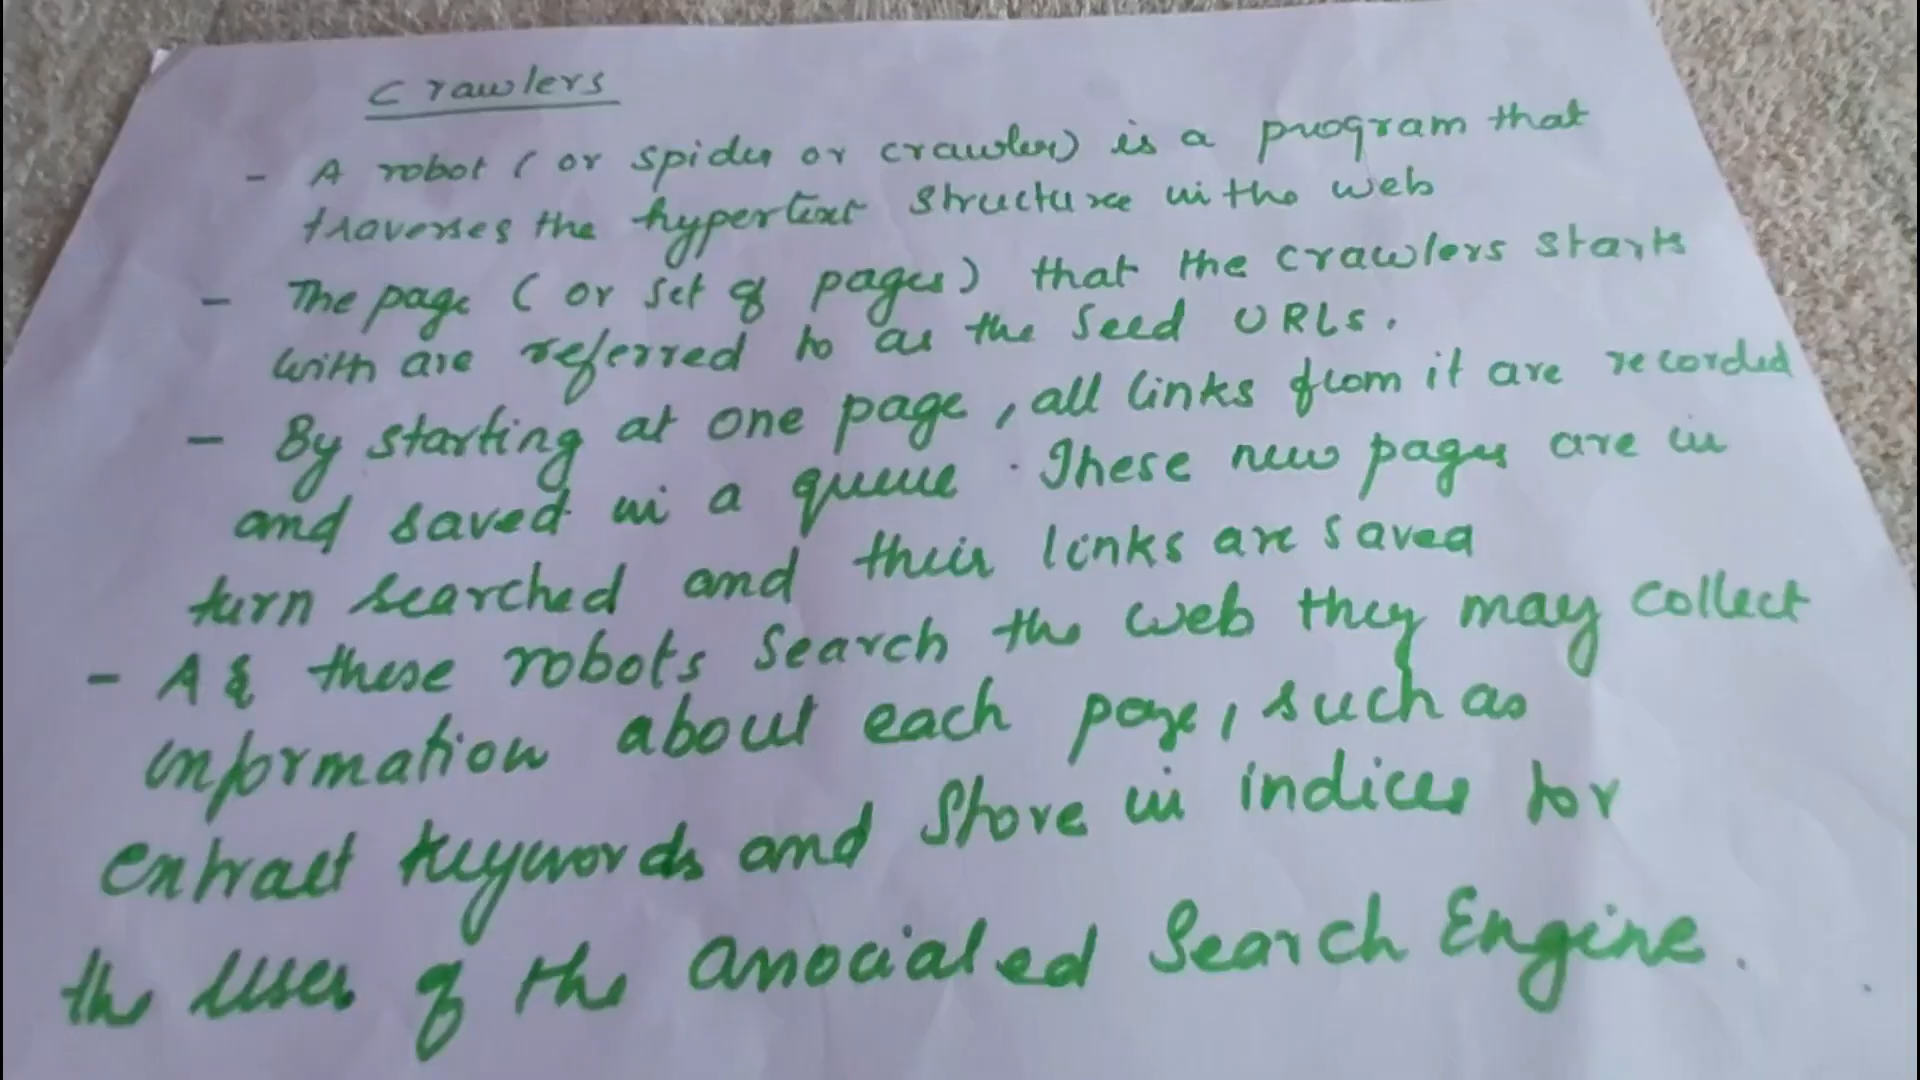 Crawlers
- A robot (or spider or crawler) is a program that
traverses the hypertext structure in the web
- The page (or set of pages) that the crawlers starts
with are referred to as the Seed URLs.
- By starting at one page, all links from it are recorded
and saved in a queue. These new pages are in
turn searched and their links are saved
- As these robots search the web they may collect
information about each page, such as
extract keywords and store in indices for
the user of the associated Search Engine.